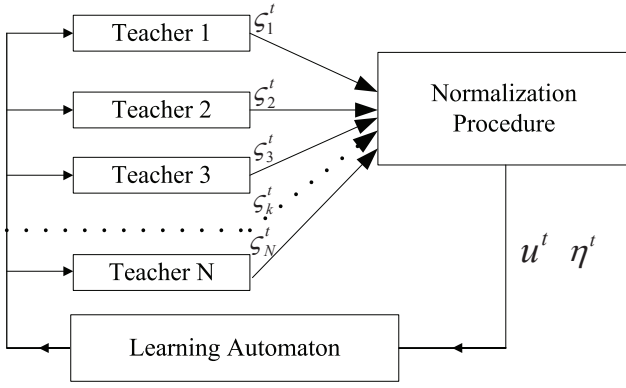 Teacher 1
ς₁ᵗ
Teacher 2
ς₂ᵗ
Normalization
Procedure
Teacher 3
ς₃ᵗ
ςₖᵗ
Teacher N
ς_Nᵗ
uᵗ ηᵗ
Learning Automaton